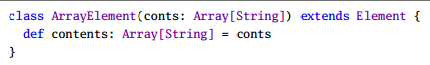 class ArrayElement(conts: Array[String]) extends Element {
  def contents: Array[String] = conts
}